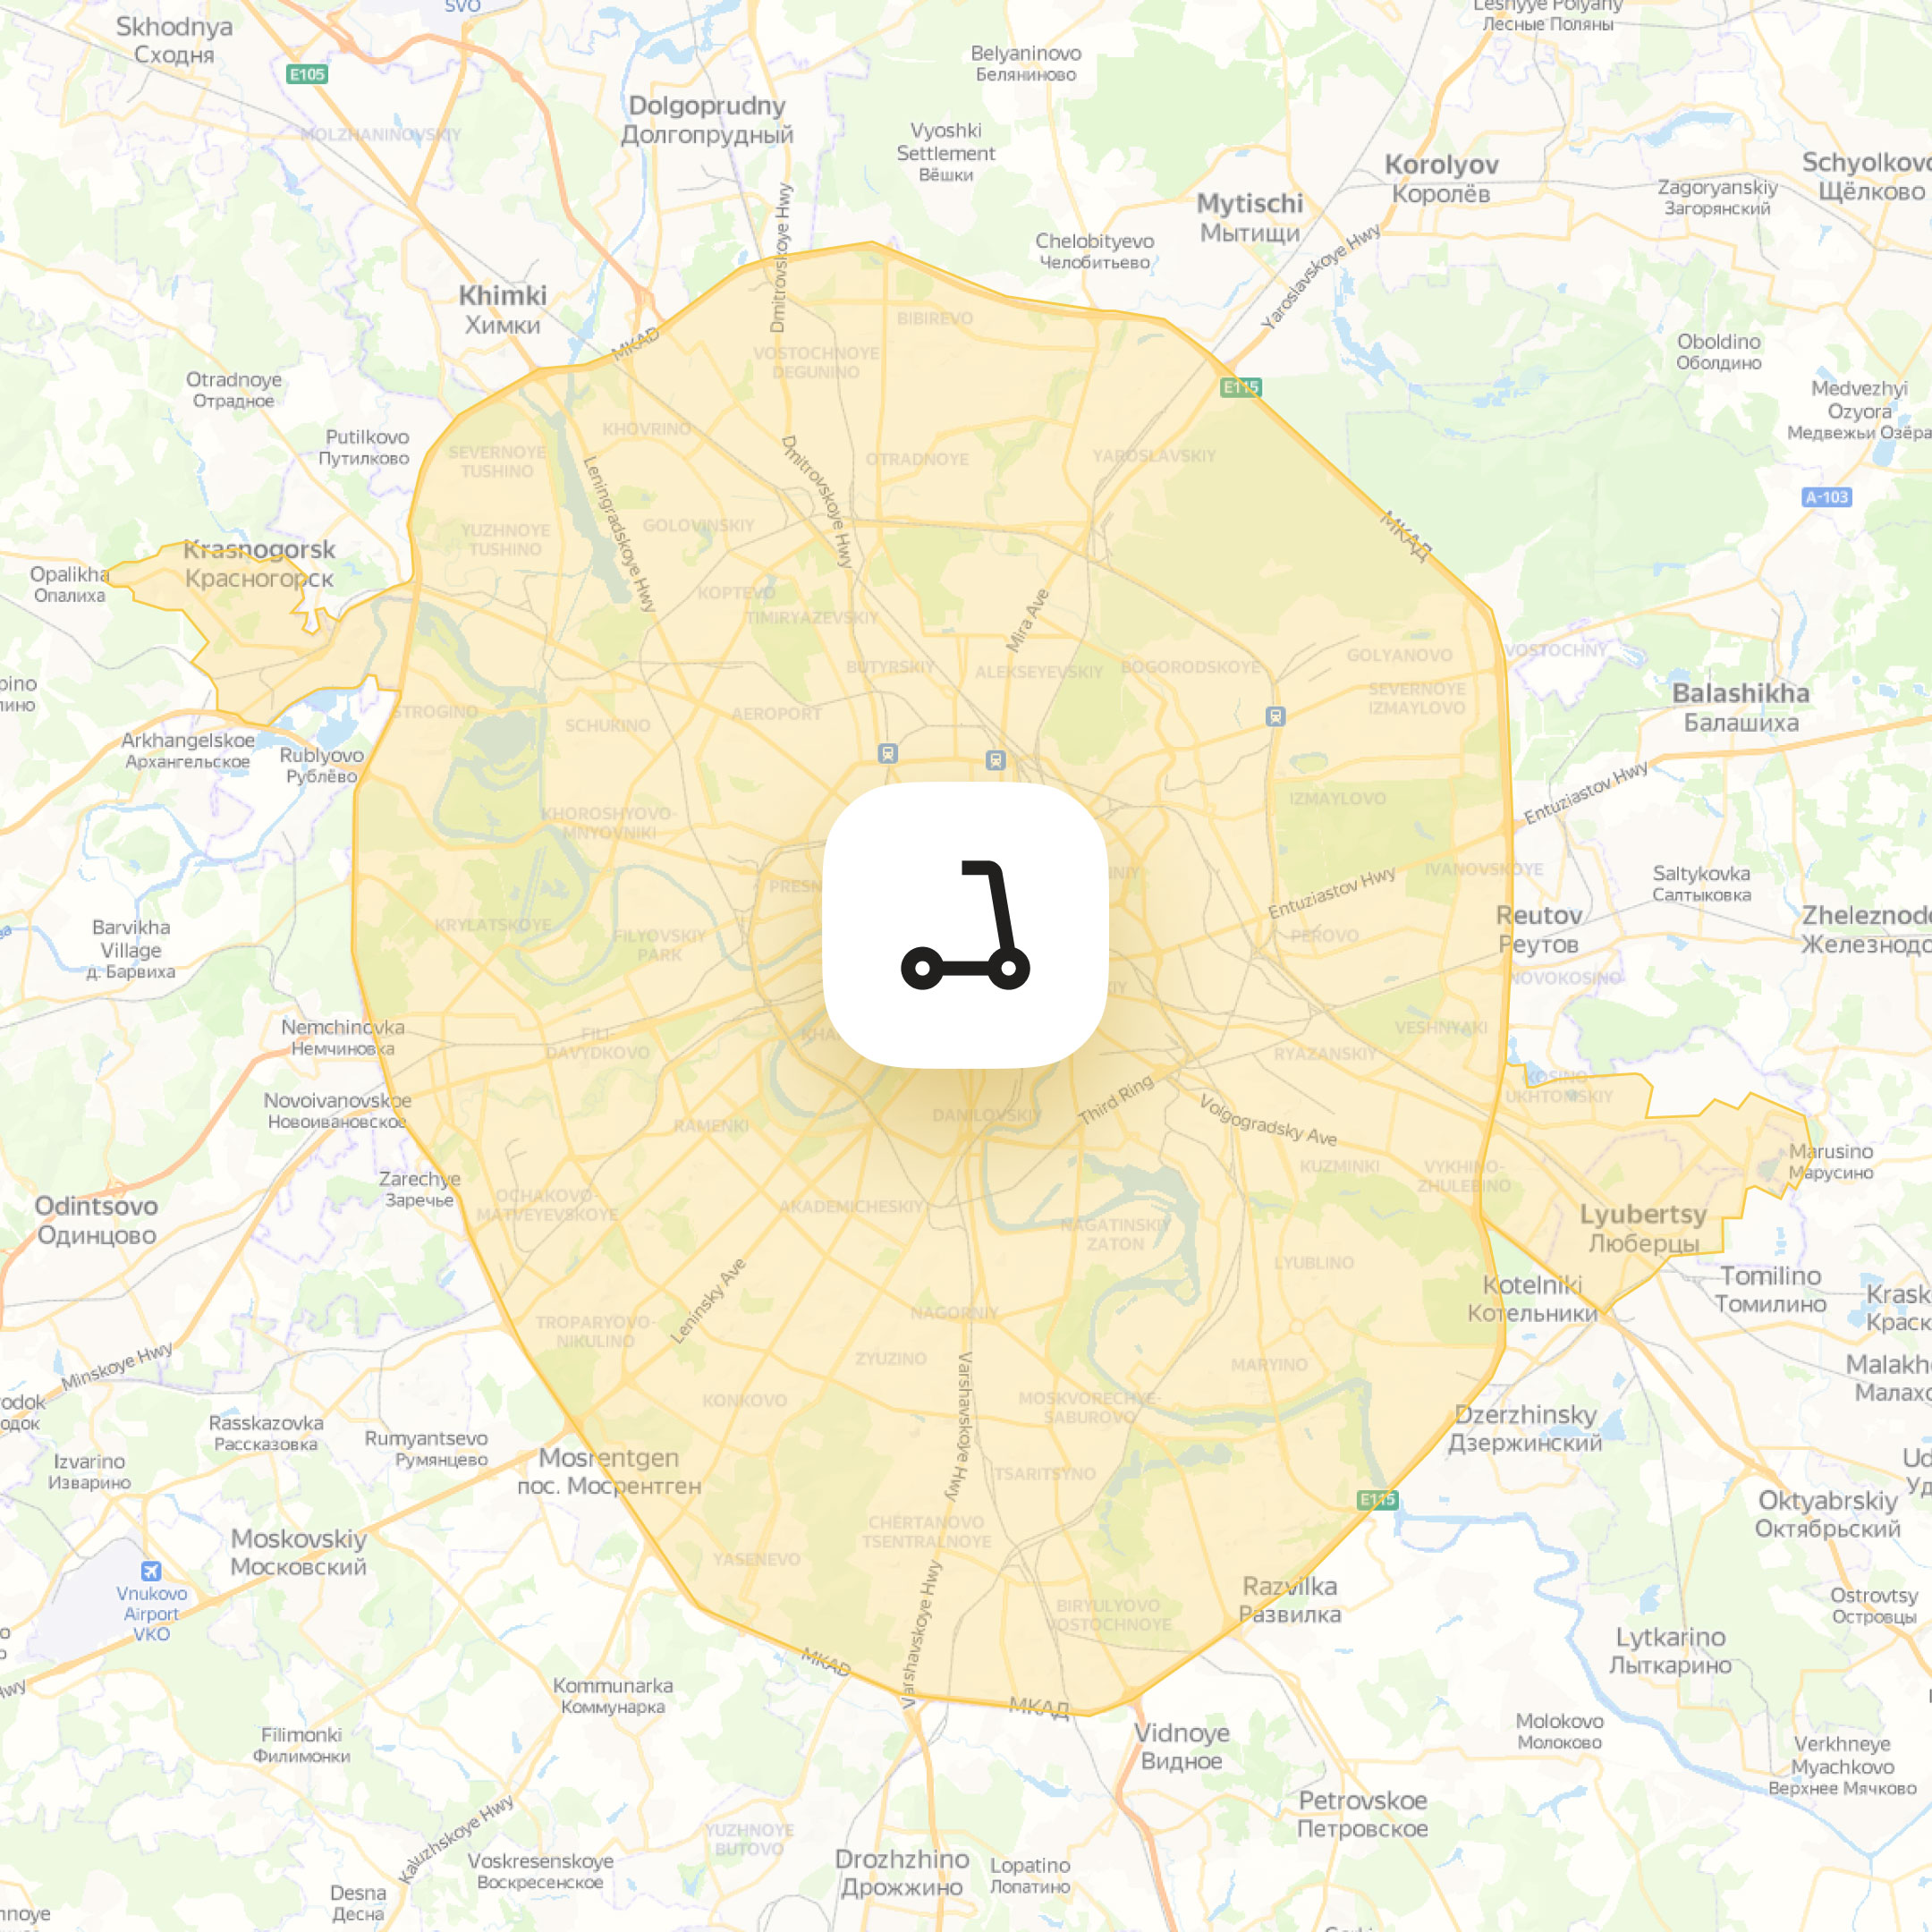 SVO
Lesnyye Polyany
Лесные Поляны
Skhodnya
Сходня
E105
Belyaninovo
Беляниново
Dolgoprudny
Долгопрудный
MOLZHANINOVSKIY
Vyoshki
Settlement
Вёшки
Korolyov
Королёв
Schyolkovo
Щёлково
Zagoryanskiy
Загорянский
Mytischi
Мытищи
Chelobityevo
Челобитьево
Yaroslavskoye Hwy
Dmitrovskoye Hwy
Khimki
Химки
MKAD
BIBIREVO
VOSTOCHNOYE
DEGUNINO
Oboldino
Оболдино
E115
Medvezhyi
Ozyora
Медвежьи Озёра
Otradnoye
Отрадное
Putilkovo
Путилково
KHOVRINO
SEVERNOYE
TUSHINO
OTRADNOYE
YAROSLAVSKIY
Leningradskoye Hwy
Dmitrovskoye Hwy
A-103
YUZHNOYE
TUSHINO
GOLOVINSKIY
МКАД
Krasnogorsk
Красногорск
Opalikha
Опалиха
KOPTEVO
TIMIRYAZEVSKIY
Mira Ave
BUTYRSKIY
ALEKSEYEVSKIY
BOGORODSKOYE
GOLYANOVO
VOSTOCHNY
SEVERNOYE
IZMAYLOVO
Balashikha
Балашиха
STROGINO
SCHUKINO
AEROPORT
Arkhangelskoe
Архангельское
Rublyovo
Рублёво
KHOROSHYOVO-
MNYOVNIKI
IZMAYLOVO
Entuziastov Hwy
PRESN
IVANOVSKOYE
Entuziastov Hwy
Saltykovka
Салтыковка
Barvikha
Village
д. Барвиха
KRYLATSKOYE
FILYOVSKIY
PARK
PEROVO
Reutov
Реутов
Zheleznodo
Железнодо
NOVOKOSINO
Nemchinovka
Немчиновка
FILI-
DAVYDKOVO
KHA
VESHNYAKI
RYAZANSKIY
KOSINO-
UKHTOMSKIY
Novoivanovskoe
Новоивановское
RAMENKI
DANILOVSKIY
Third Ring
Volgogradsky Ave
Marusino
Марусино
Zarechye
Заречье
KUZMINKI
VYKHINO-
ZHULEBINO
Odintsovo
Одинцово
OCHAKOVO-
MATVEYEVSKOYE
AKADEMICHESKIY
NAGATINSKIY
ZATON
Lyubertsy
Люберцы
LYUBLINO
Kotelniki
Котельники
Tomilino
Томилино
Krask
Краск
Leninsky Ave
TROPARYOVO-
NIKULINO
NAGORNIY
ZYUZINO
MARYINO
Minskoye Hwy
Varshavskoye Hwy
Malakh
Малахо
KONKOVO
MOSKVORECHYE-
SABUROVO
Rasskazovka
Рассказовка
Rumyantsevo
Румянцево
Dzerzhinsky
Дзержинский
Izvarino
Изварино
Mosrentgen
пос. Мосрентген
TSARITSYNO
E115
Oktyabrskiy
Октябрьский
CHERTANOVO
TSENTRALNOYE
Moskovskiy
Московский
YASENEVO
Vnukovo
Airport
VKO
Varshavskoye Hwy
Razvilka
Развилка
BIRYULYOVO
VOSTOCHNOYE
Ostrovtsy
Островцы
Lytkarino
Лыткарино
MKAD
МКАД
Kommunarka
Коммунарка
Filimonki
Филимонки
Vidnoye
Видное
Molokovo
Молоково
Verkhneye
Myachkovo
Верхнее Мячково
Petrovskoe
Петровское
YUZHNOYE
BUTOVO
Kaluzhskoye Hwy
Voskresenskoye
Воскресенское
Drozhzhino
Дрожжино
Lopatino
Лопатино
Desna
Десна